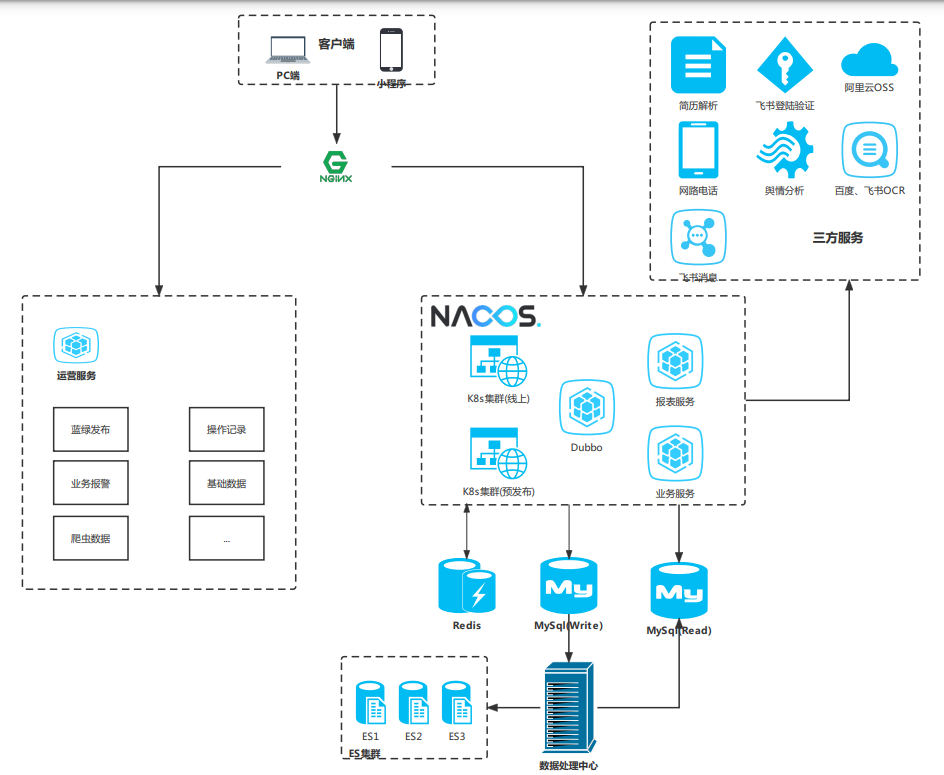 客户端
PC端
小程序
NGINX
简历解析
飞书登陆验证
阿里云OSS
网路电话
舆情分析
百度、飞书OCR
飞书消息
三方服务
运营服务
蓝绿发布
操作记录
业务报警
基础数据
爬虫数据
...
NACOS.
K8s集群(线上)
K8s集群(预发布)
Dubbo
报表服务
业务服务
Redis
My
MySql(Write)
My
MySql(Read)
ES1
ES2
ES3
ES集群
数据处理中心